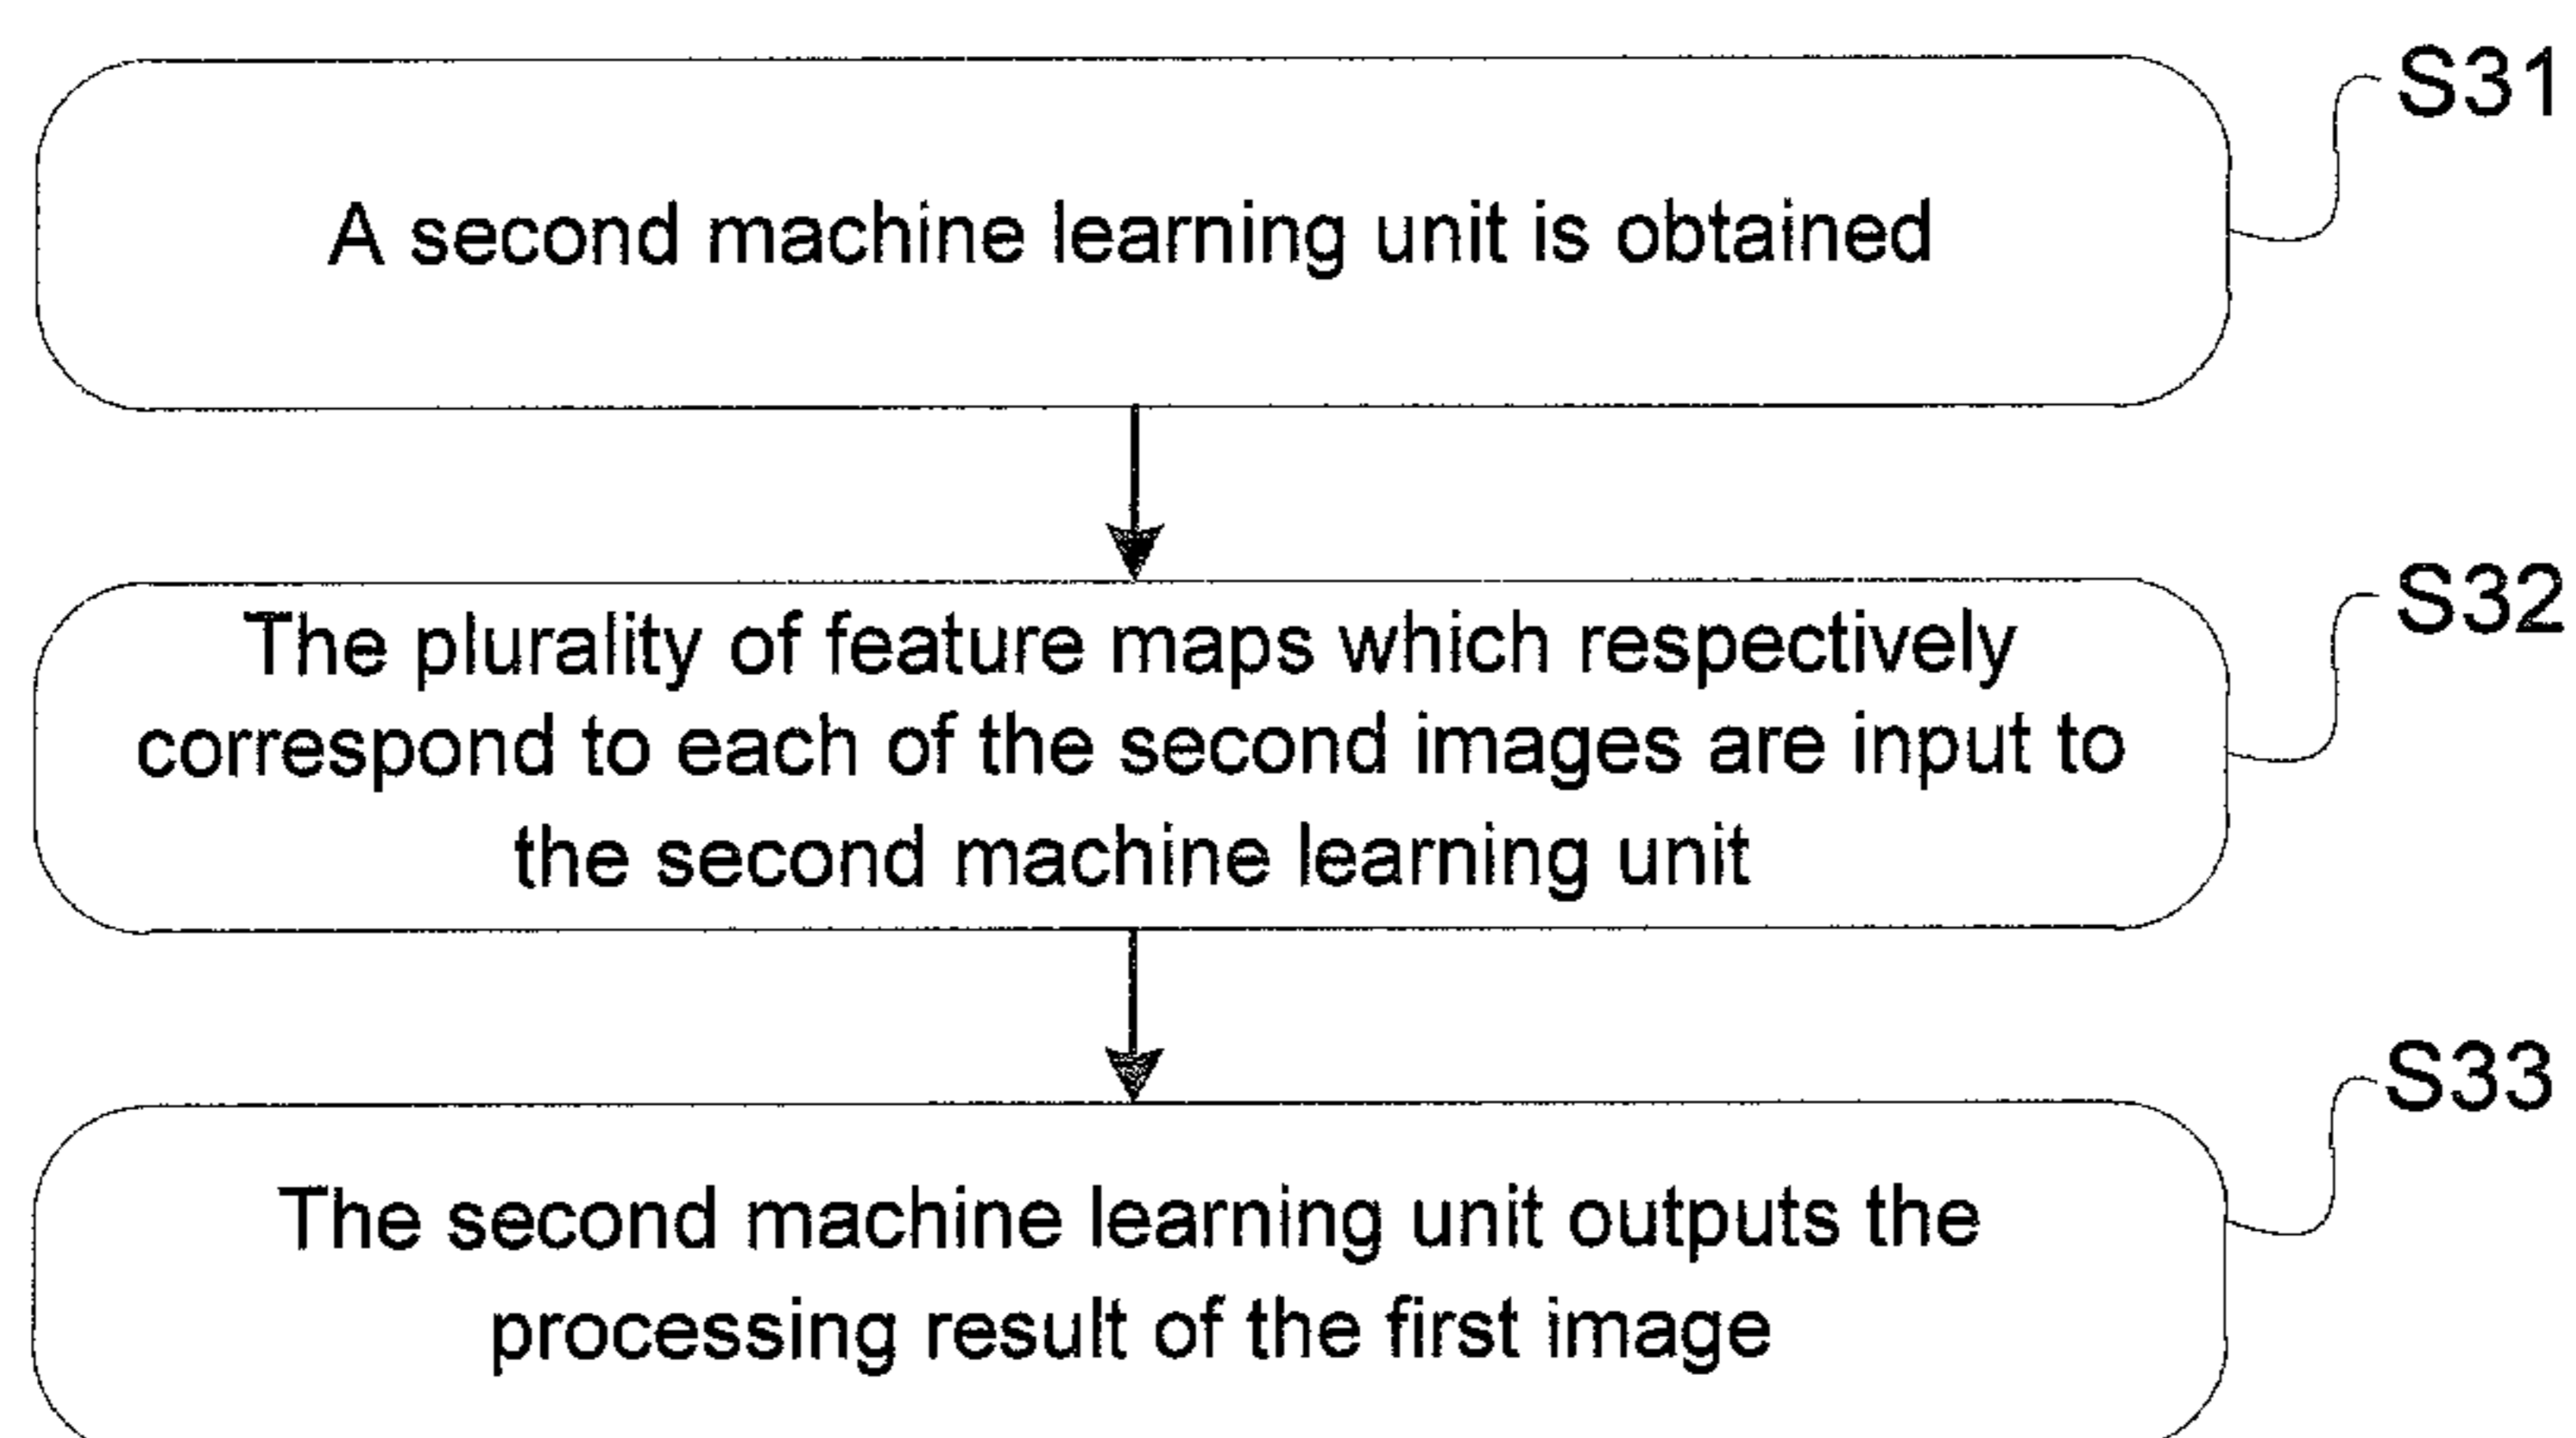 S31
A second machine learning unit is obtained
S32
The plurality of feature maps which respectively
correspond to each of the second images are input to
the second machine learning unit
S33
The second machine learning unit outputs the
processing result of the first image